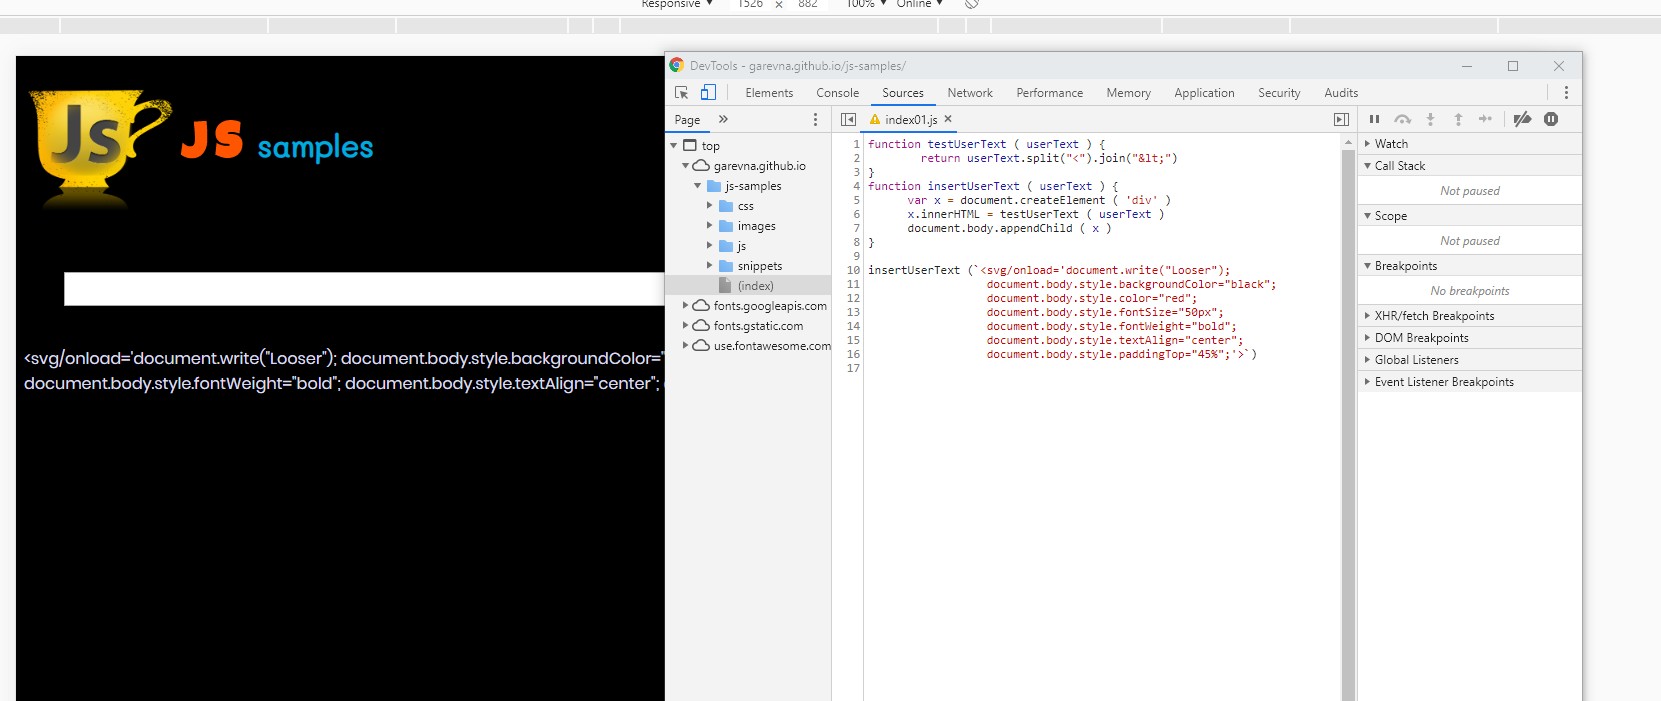 Responsive ▼ 1526 × 882 100% ▼ Online ▼
DevTools - garevna.github.io/js-samples/
Elements Console Sources Network Performance Memory Application Security Audits
Page »
index01.js ×
JS
JS samples
<svg/onload='document.write("Looser"); document.body.style.backgroundColor="
document.body.style.fontWeight="bold"; document.body.style.textAlign="center";
top
garevna.github.io
js-samples
css
images
js
snippets
(index)
fonts.googleapis.com
fonts.gstatic.com
use.fontawesome.com
1 function testUserText ( userText ) {
2 return userText.split("<").join("&lt;")
3 }
4 function insertUserText ( userText ) {
5 var x = document.createElement ( 'div' )
6 x.innerHTML = testUserText ( userText )
7 document.body.appendChild ( x )
8 }
9
10 insertUserText (`<svg/onload='document.write("Looser");
11 document.body.style.backgroundColor="black";
12 document.body.style.color="red";
13 document.body.style.fontSize="50px";
14 document.body.style.fontWeight="bold";
15 document.body.style.textAlign="center";
16 document.body.style.paddingTop="45%";'>`)
17
Watch
Call Stack
Not paused
Scope
Not paused
Breakpoints
No breakpoints
XHR/fetch Breakpoints
DOM Breakpoints
Global Listeners
Event Listener Breakpoints